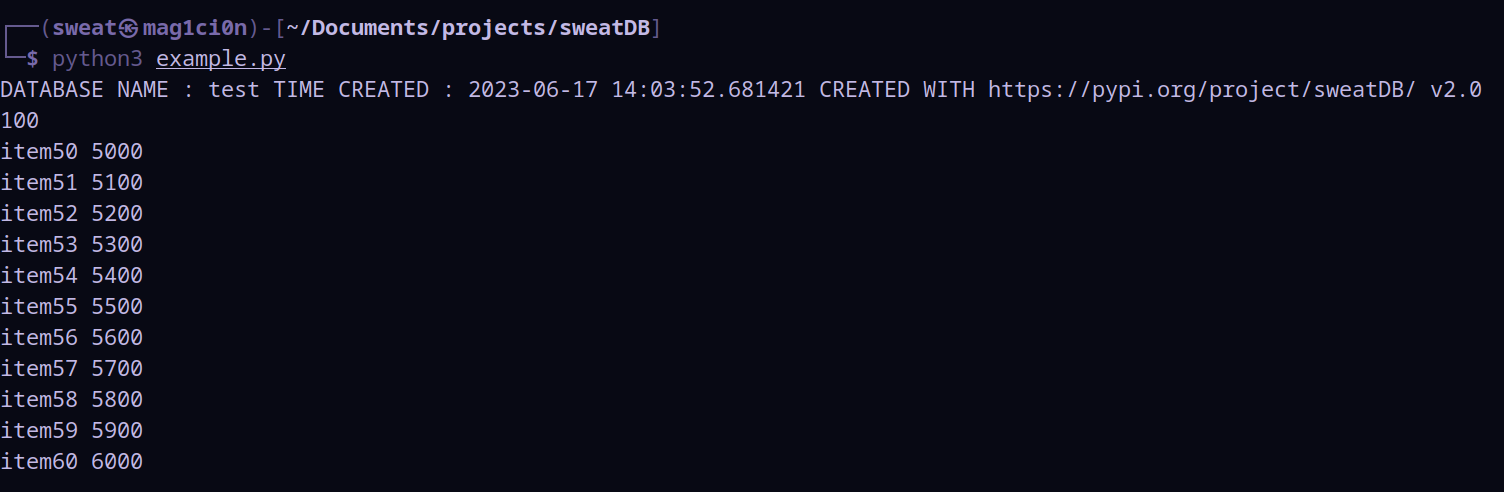 ┌──(sweat㉿mag1ci0n)-[~/Documents/projects/sweatDB]
└─$ python3 example.py
DATABASE NAME : test TIME CREATED : 2023-06-17 14:03:52.681421 CREATED WITH https://pypi.org/project/sweatDB/ v2.0
100
item50 5000
item51 5100
item52 5200
item53 5300
item54 5400
item55 5500
item56 5600
item57 5700
item58 5800
item59 5900
item60 6000